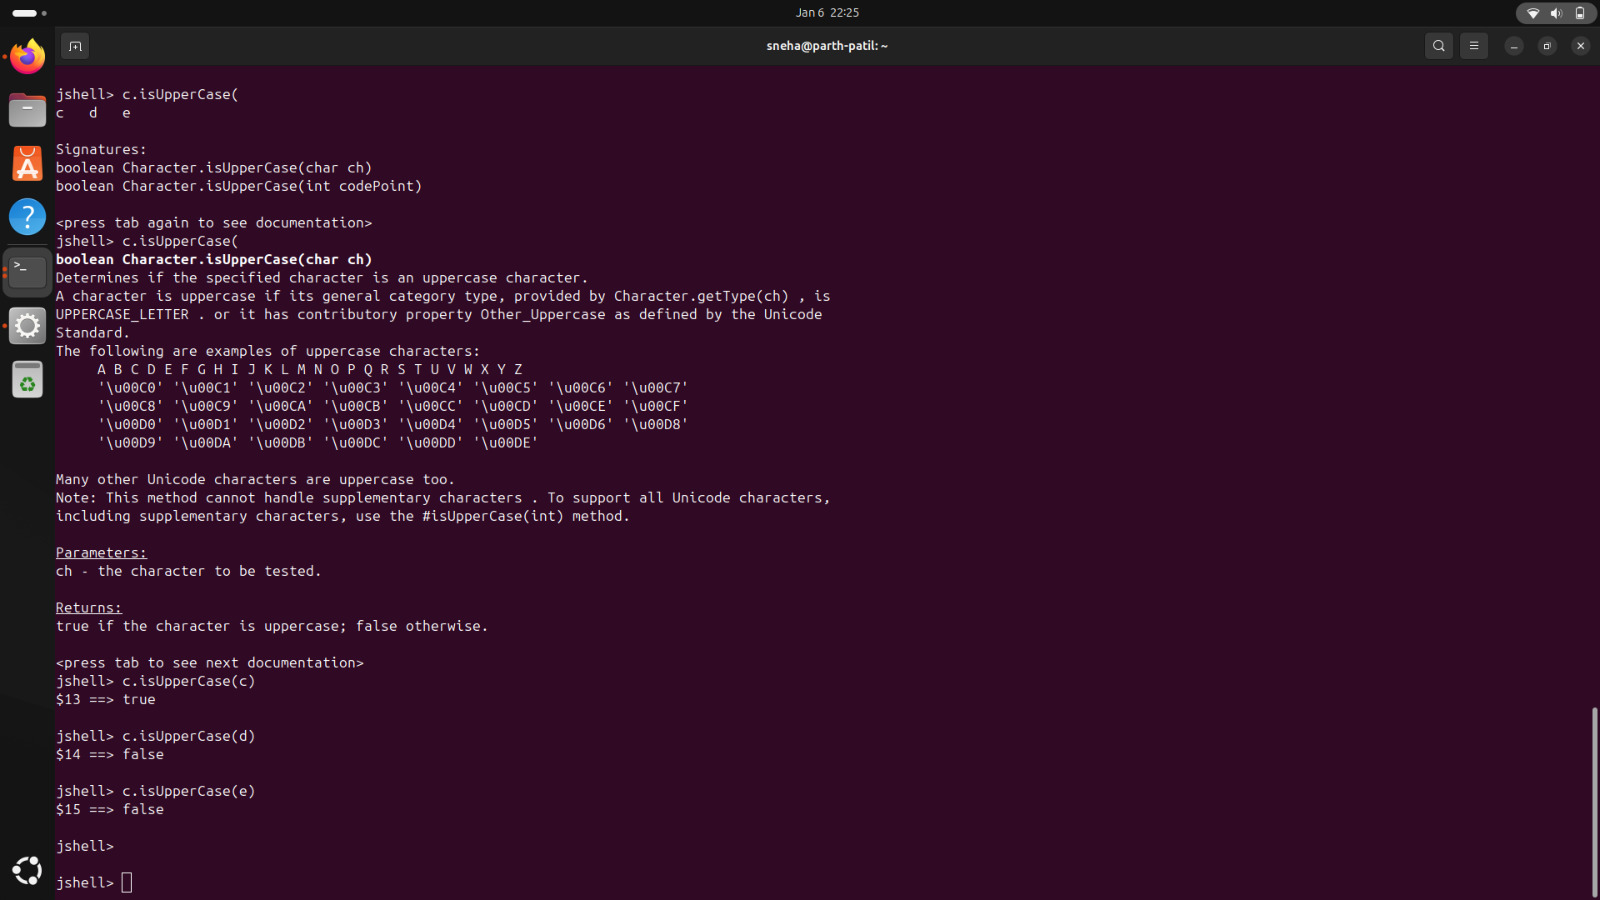 Jan 6 22:25
sneha@parth-patil: ~
jshell> c.isUpperCase(
c d e
Signatures:
boolean Character.isUpperCase(char ch)
boolean Character.isUpperCase(int codePoint)
<press tab again to see documentation>
jshell> c.isUpperCase(
boolean Character.isUpperCase(char ch)
Determines if the specified character is an uppercase character.
A character is uppercase if its general category type, provided by Character.getType(ch) , is
UPPERCASE_LETTER . or it has contributory property Other_Uppercase as defined by the Unicode
Standard.
The following are examples of uppercase characters:
A B C D E F G H I J K L M N O P Q R S T U V W X Y Z
'\u00C0' '\u00C1' '\u00C2' '\u00C3' '\u00C4' '\u00C5' '\u00C6' '\u00C7'
'\u00C8' '\u00C9' '\u00CA' '\u00CB' '\u00CC' '\u00CD' '\u00CE' '\u00CF'
'\u00D0' '\u00D1' '\u00D2' '\u00D3' '\u00D4' '\u00D5' '\u00D6' '\u00D8'
'\u00D9' '\u00DA' '\u00DB' '\u00DC' '\u00DD' '\u00DE'
Many other Unicode characters are uppercase too.
Note: This method cannot handle supplementary characters . To support all Unicode characters,
including supplementary characters, use the #isUpperCase(int) method.
Parameters:
ch - the character to be tested.
Returns:
true if the character is uppercase; false otherwise.
<press tab to see next documentation>
jshell> c.isUpperCase(c)
$13 ==> true
jshell> c.isUpperCase(d)
$14 ==> false
jshell> c.isUpperCase(e)
$15 ==> false
jshell>
jshell>